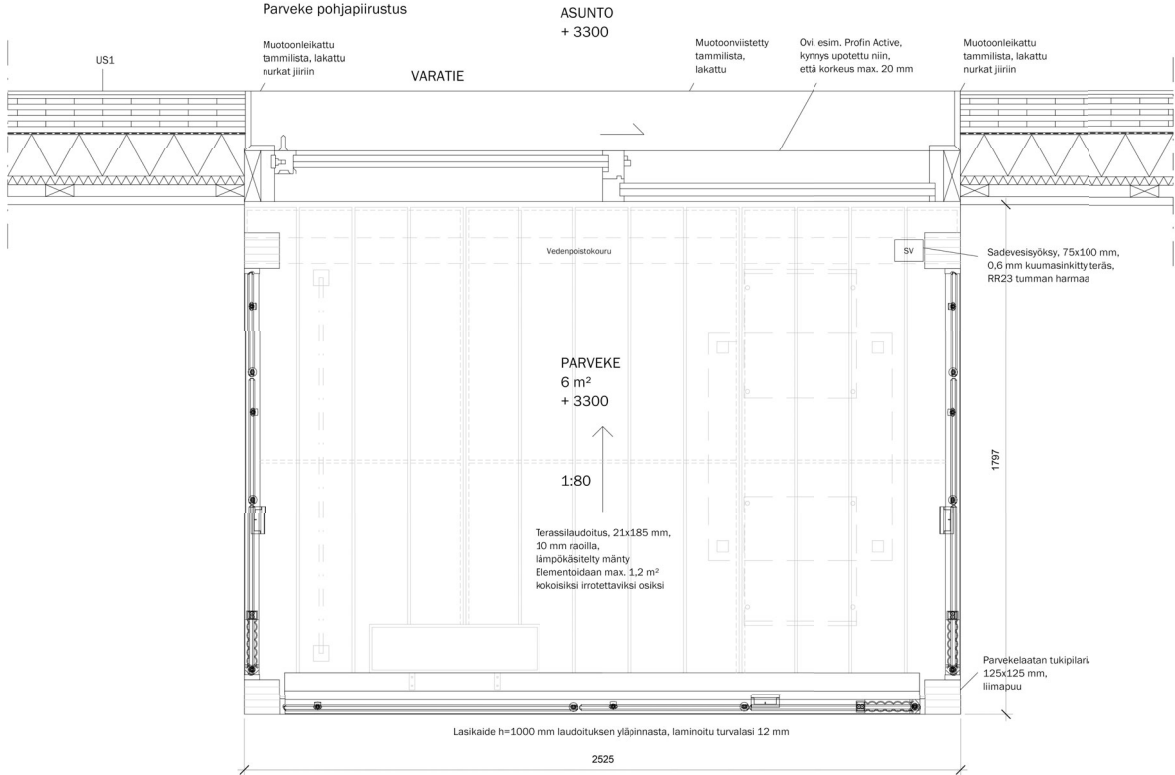 Parveke pohjapiirustus
ASUNTO
+ 3300
US1
Muotoonleikattu
tammilista, lakattu
nurkat jiiriin
VARATIE
Muotoonviistetty
tammilista,
lakattu
Ovi esim. Profin Active,
kynnys upotettu niin,
että korkeus max. 20 mm
Muotoonleikattu
tammilista, lakattu
nurkat jiiriin
Vedenpoistokouru
SV
Sadevesisyöksy, 75x100 mm,
0,6 mm kuumasinkittyteräs,
RR23 tumman harmaa
PARVEKE
6 m²
+ 3300
1:80
1797
Terassilaudoitus, 21x185 mm,
10 mm raoilla,
lämpökäsitelty mänty
Elementoidaan max. 1,2 m²
kokoisiksi irrotettaviksi osiksi
Parvekelaatan tukipilari
125x125 mm,
liimapuu
Lasikaide h=1000 mm laudoituksen yläpinnasta, laminoitu turvalasi 12 mm
2525